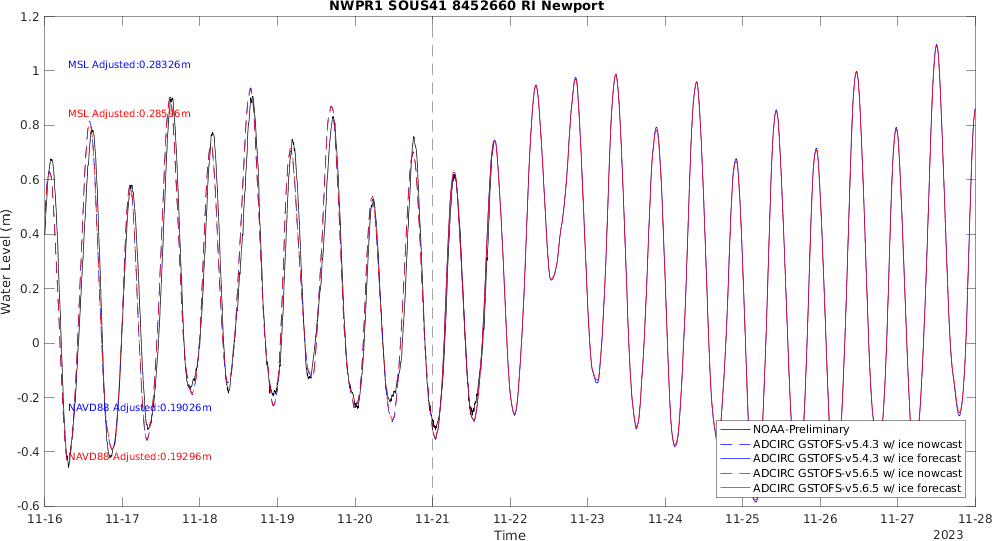 NWPR1 SOUS41 8452660 RI Newport
Water Level (m)
1.2
1
0.8
0.6
0.4
0.2
0
-0.2
-0.4
-0.6
MSL Adjusted:0.28326m
MSL Adjusted:0.28596m
NAVD88 Adjusted:0.19026m
NAVD88 Adjusted:0.19296m
NOAA-Preliminary
ADCIRC GSTOFS-v5.4.3 w/ ice nowcast
ADCIRC GSTOFS-v5.4.3 w/ ice forecast
ADCIRC GSTOFS-v5.6.5 w/ ice nowcast
ADCIRC GSTOFS-v5.6.5 w/ ice forecast
11-16 11-17 11-18 11-19 11-20 11-21 11-22 11-23 11-24 11-25 11-26 11-27 11-28
Time
2023